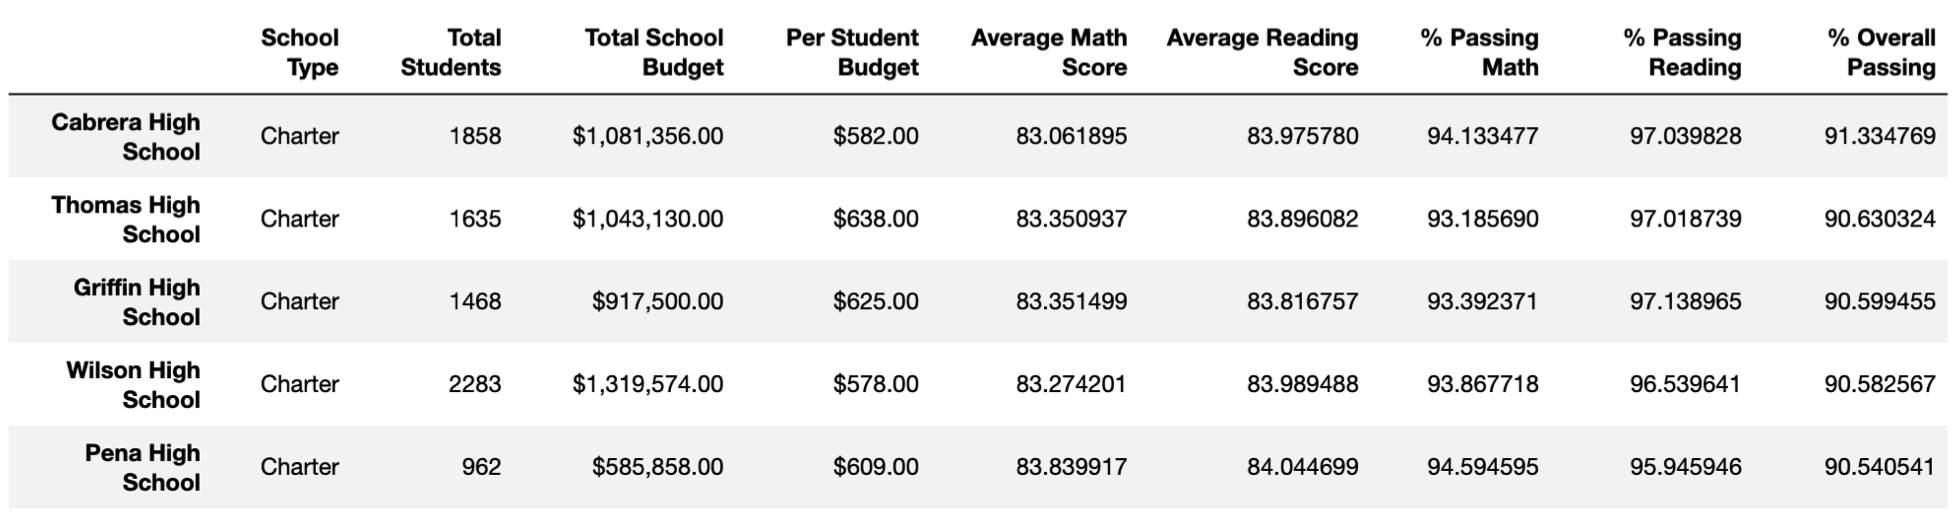 School Type Total Students Total School Budget Per Student Budget Average Math Score Average Reading Score % Passing Math % Passing Reading % Overall Passing
Cabrera High School Charter 1858 $1,081,356.00 $582.00 83.061895 83.975780 94.133477 97.039828 91.334769
Thomas High School Charter 1635 $1,043,130.00 $638.00 83.350937 83.896082 93.185690 97.018739 90.630324
Griffin High School Charter 1468 $917,500.00 $625.00 83.351499 83.816757 93.392371 97.138965 90.599455
Wilson High School Charter 2283 $1,319,574.00 $578.00 83.274201 83.989488 93.867718 96.539641 90.582567
Pena High School Charter 962 $585,858.00 $609.00 83.839917 84.044699 94.594595 95.945946 90.540541